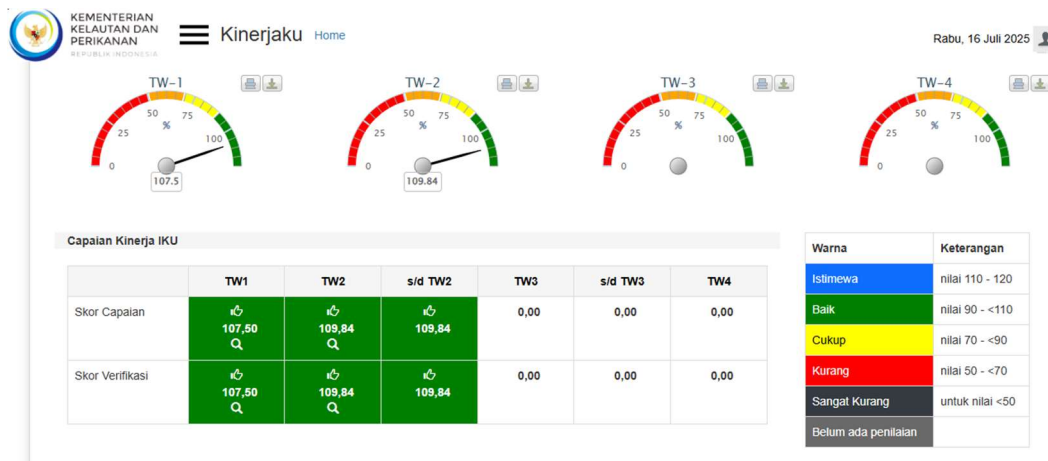 KEMENTERIAN
KELAUTAN DAN
PERIKANAN
REPUBLIK INDONESIA
Kinerjaku Home
Rabu, 16 Juli 2025
TW-1
0 25 50 75 100
%
107.5
TW-2
0 25 50 75 100
%
109.84
TW-3
0 25 50 75 100
%
TW-4
0 25 50 75 100
%
Capaian Kinerja IKU
TW1 TW2 s/d TW2 TW3 s/d TW3 TW4
Skor Capaian 107,50 109,84 109,84 0,00 0,00 0,00
Skor Verifikasi 107,50 109,84 109,84 0,00 0,00 0,00
Warna Keterangan
Istimewa nilai 110 - 120
Baik nilai 90 - <110
Cukup nilai 70 - <90
Kurang nilai 50 - <70
Sangat Kurang untuk nilai <50
Belum ada penilaian